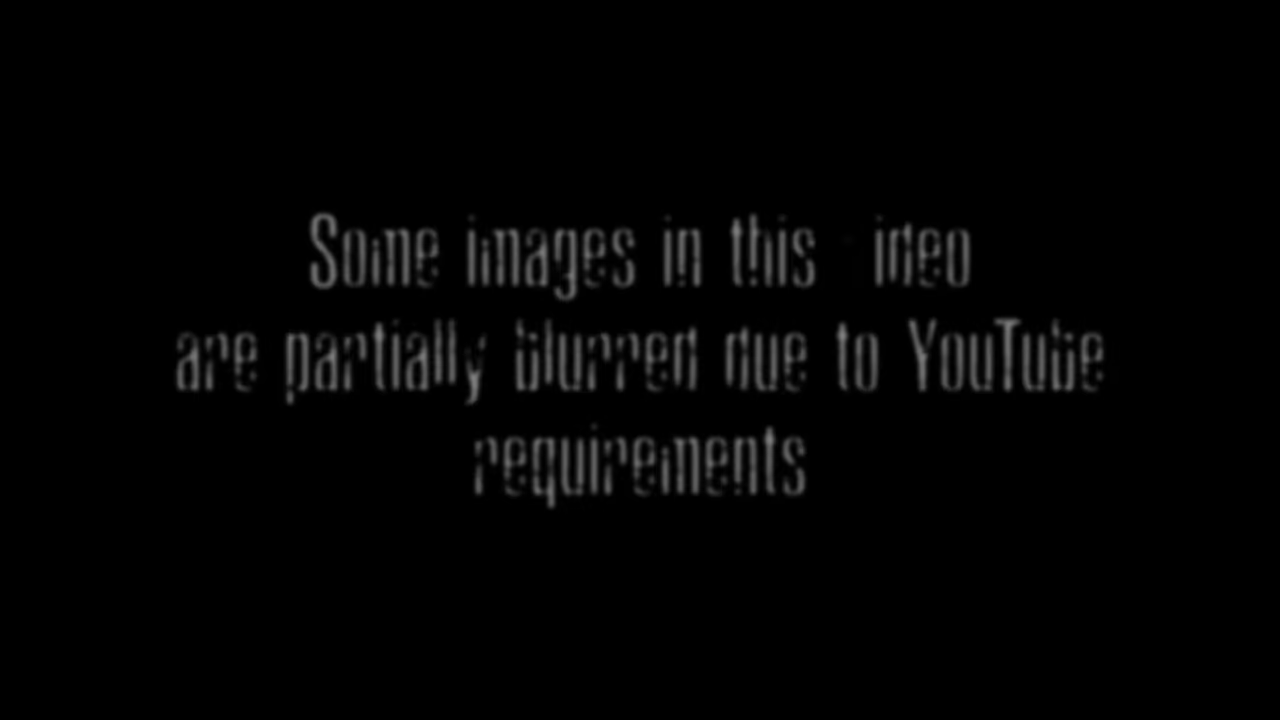 Some images in this video
are partially blurred due to YouTube
requirements